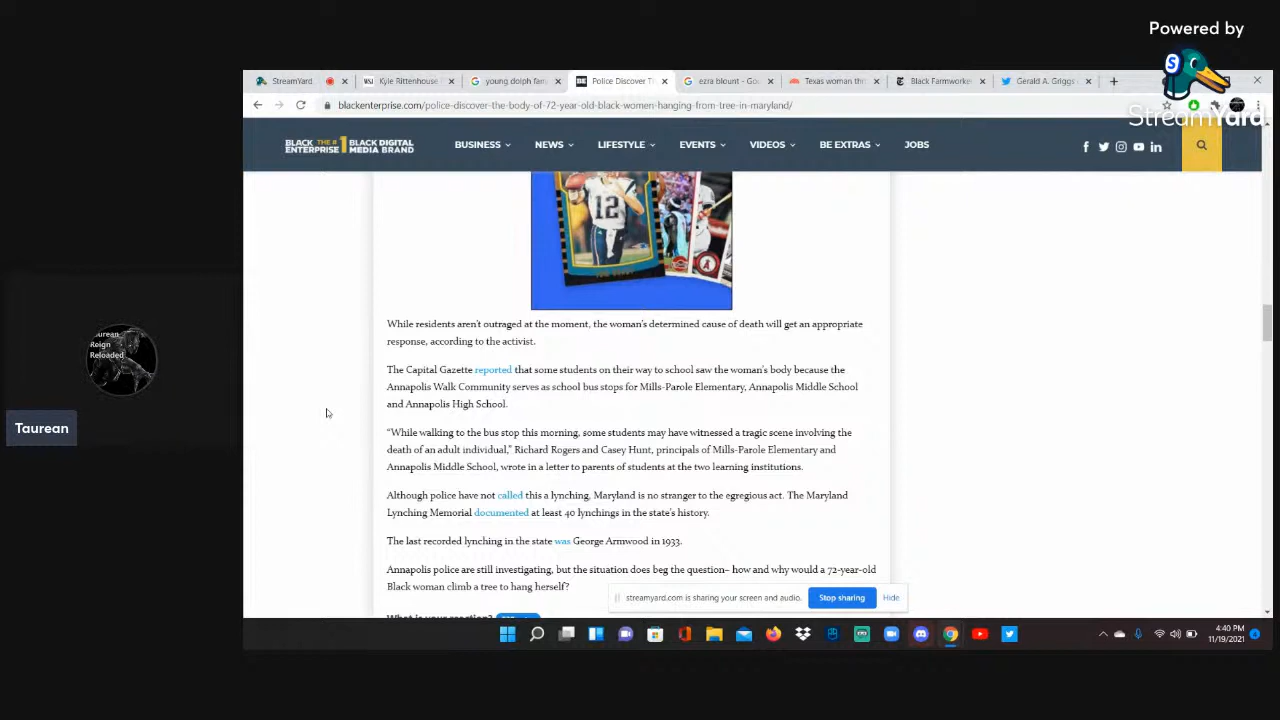 Powered by
StreamYard
StreamYard
Kyle Rittenhouse
young dolph fan
Police Discover T
ezra blount - Go
Texas woman th
Black Farmworke
Gerald A. Griggs
blackenterprise.com/police-discover-the-body-of-72-year-old-black-women-hanging-from-tree-in-maryland/
BLACK ENTERPRISE
THE #1 BLACK DIGITAL MEDIA BRAND
BUSINESS
NEWS
LIFESTYLE
EVENTS
VIDEOS
BE EXTRAS
JOBS
12
While residents aren't outraged at the moment, the woman's determined cause of death will get an appropriate
response, according to the activist.
The Capital Gazette reported that some students on their way to school saw the woman's body because the
Annapolis Walk Community serves as school bus stops for Mills-Parole Elementary, Annapolis Middle School
and Annapolis High School.
“While walking to the bus stop this morning, some students may have witnessed a tragic scene involving the
death of an adult individual,” Richard Rogers and Casey Hunt, principals of Mills-Parole Elementary and
Annapolis Middle School, wrote in a letter to parents of students at the two learning institutions.
Although police have not called this a lynching, Maryland is no stranger to the egregious act. The Maryland
Lynching Memorial documented at least 40 lynchings in the state's history.
The last recorded lynching in the state was George Armwood in 1933.
Annapolis police are still investigating, but the situation does beg the question– how and why would a 72-year-old
Black woman climb a tree to hang herself?
What is your reaction?
streamyard.com is sharing your screen and audio.
Stop sharing
Hide
Reign
Reloaded
Taurean
4:40 PM
11/19/2021